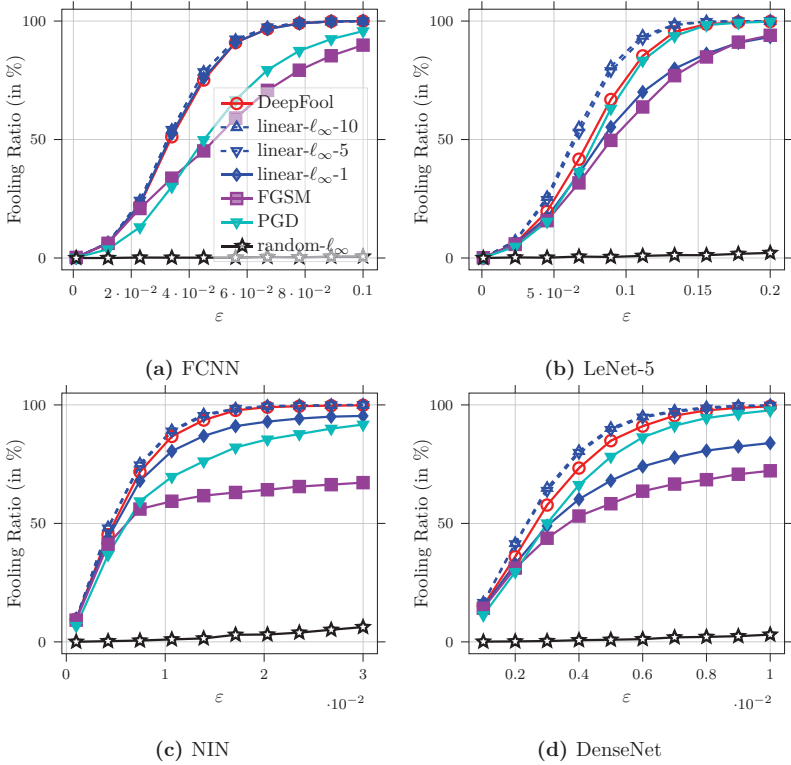 100
50
0
Fooling Ratio (in %)
DeepFool
linear-ℓ∞-10
linear-ℓ∞-5
linear-ℓ∞-1
FGSM
PGD
random-ℓ∞
0 2·10⁻² 4·10⁻² 6·10⁻² 8·10⁻² 0.1
ε
(a) FCNN
100
50
0
Fooling Ratio (in %)
0 5·10⁻² 0.1 0.15 0.2
ε
(b) LeNet-5
100
50
0
Fooling Ratio (in %)
0 1 2 3
·10⁻²
ε
(c) NIN
100
50
0
Fooling Ratio (in %)
0.2 0.4 0.6 0.8 1
·10⁻²
ε
(d) DenseNet